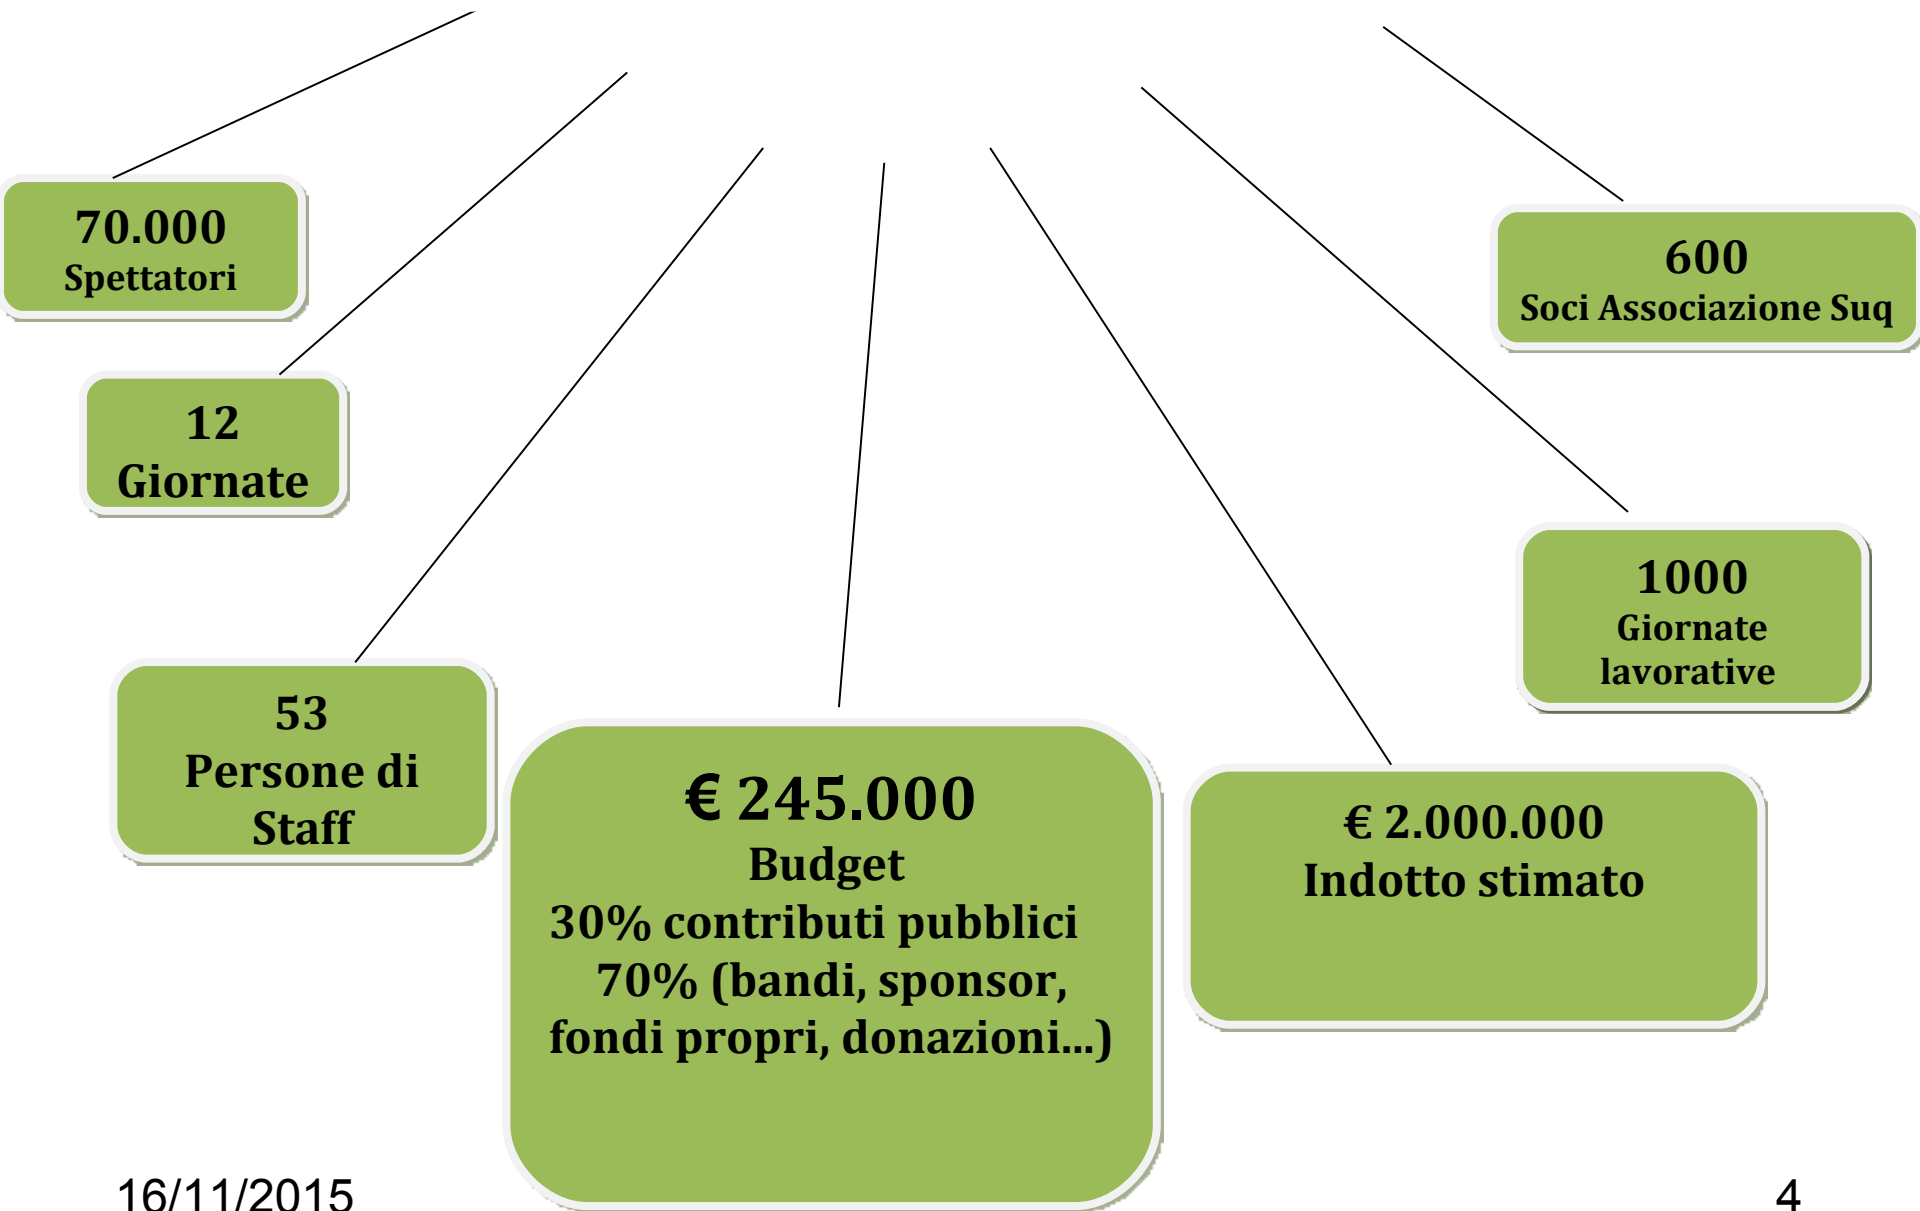 70.000
Spettatori
600
Soci Associazione Suq
12
Giornate
1000
Giornate
lavorative
53
Persone di
Staff
€ 245.000
Budget
30% contributi pubblici
70% (bandi, sponsor,
fondi propri, donazioni...)
€ 2.000.000
Indotto stimato
16/11/2015
4